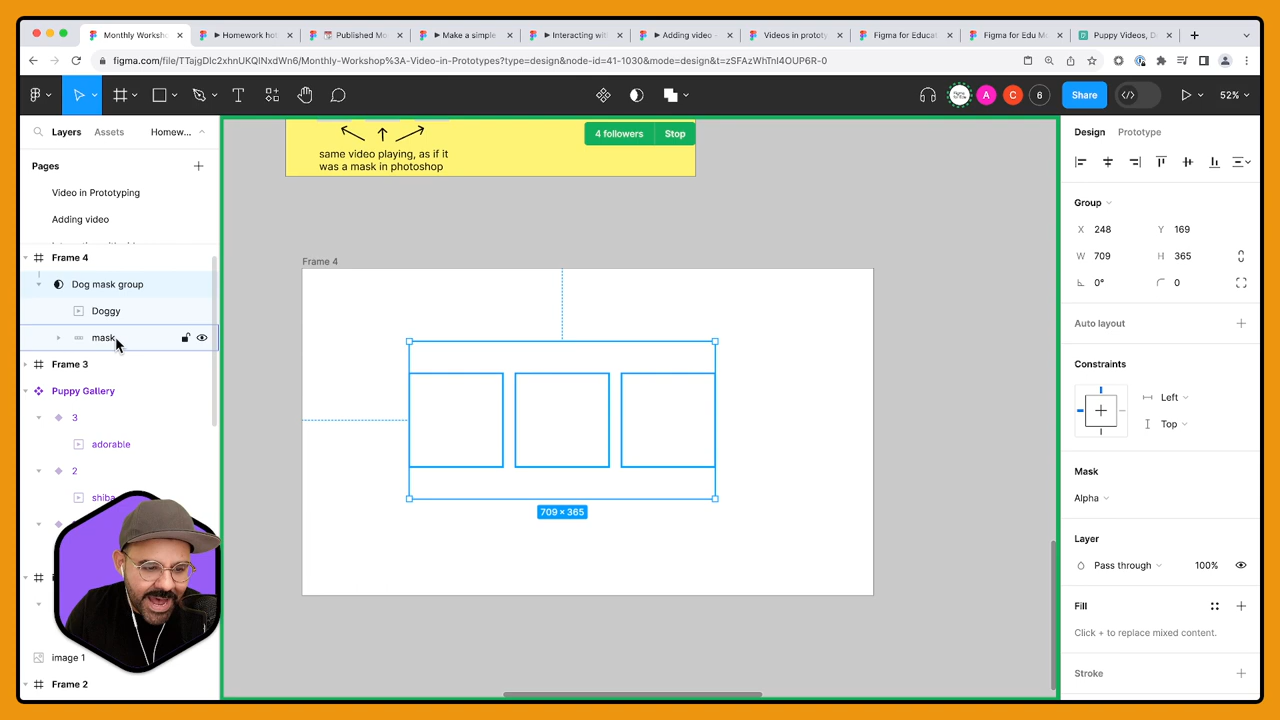 Monthly Worksho
Homework hot
Published Mo
Make a simple
Interacting wit
Adding video -
Videos in protot
Figma for Educat
Figma for Edu M
Puppy Videos, D
figma.com/file/TTajgDIc2xhnUKQINxdWn6/Monthly-Workshop%3A-Video-in-Prototypes?type=design&node-id=41-1030&mode=design&t=zSFAzWhTnI4OUP6R-0
A
C
6
Share
52%
Layers
Assets
Homew...
Pages
Video in Prototyping
Adding video
Frame 4
Dog mask group
Doggy
mask
Frame 3
Puppy Gallery
3
adorable
2
shiba
image 1
Frame 2
same video playing, as if it
was a mask in photoshop
4 followers
Stop
Frame 4
709 × 365
Design
Prototype
Group
X 248
Y 169
W 709
H 365
0°
0
Auto layout
Constraints
Left
Top
Mask
Alpha
Layer
Pass through
100%
Fill
Click + to replace mixed content.
Stroke